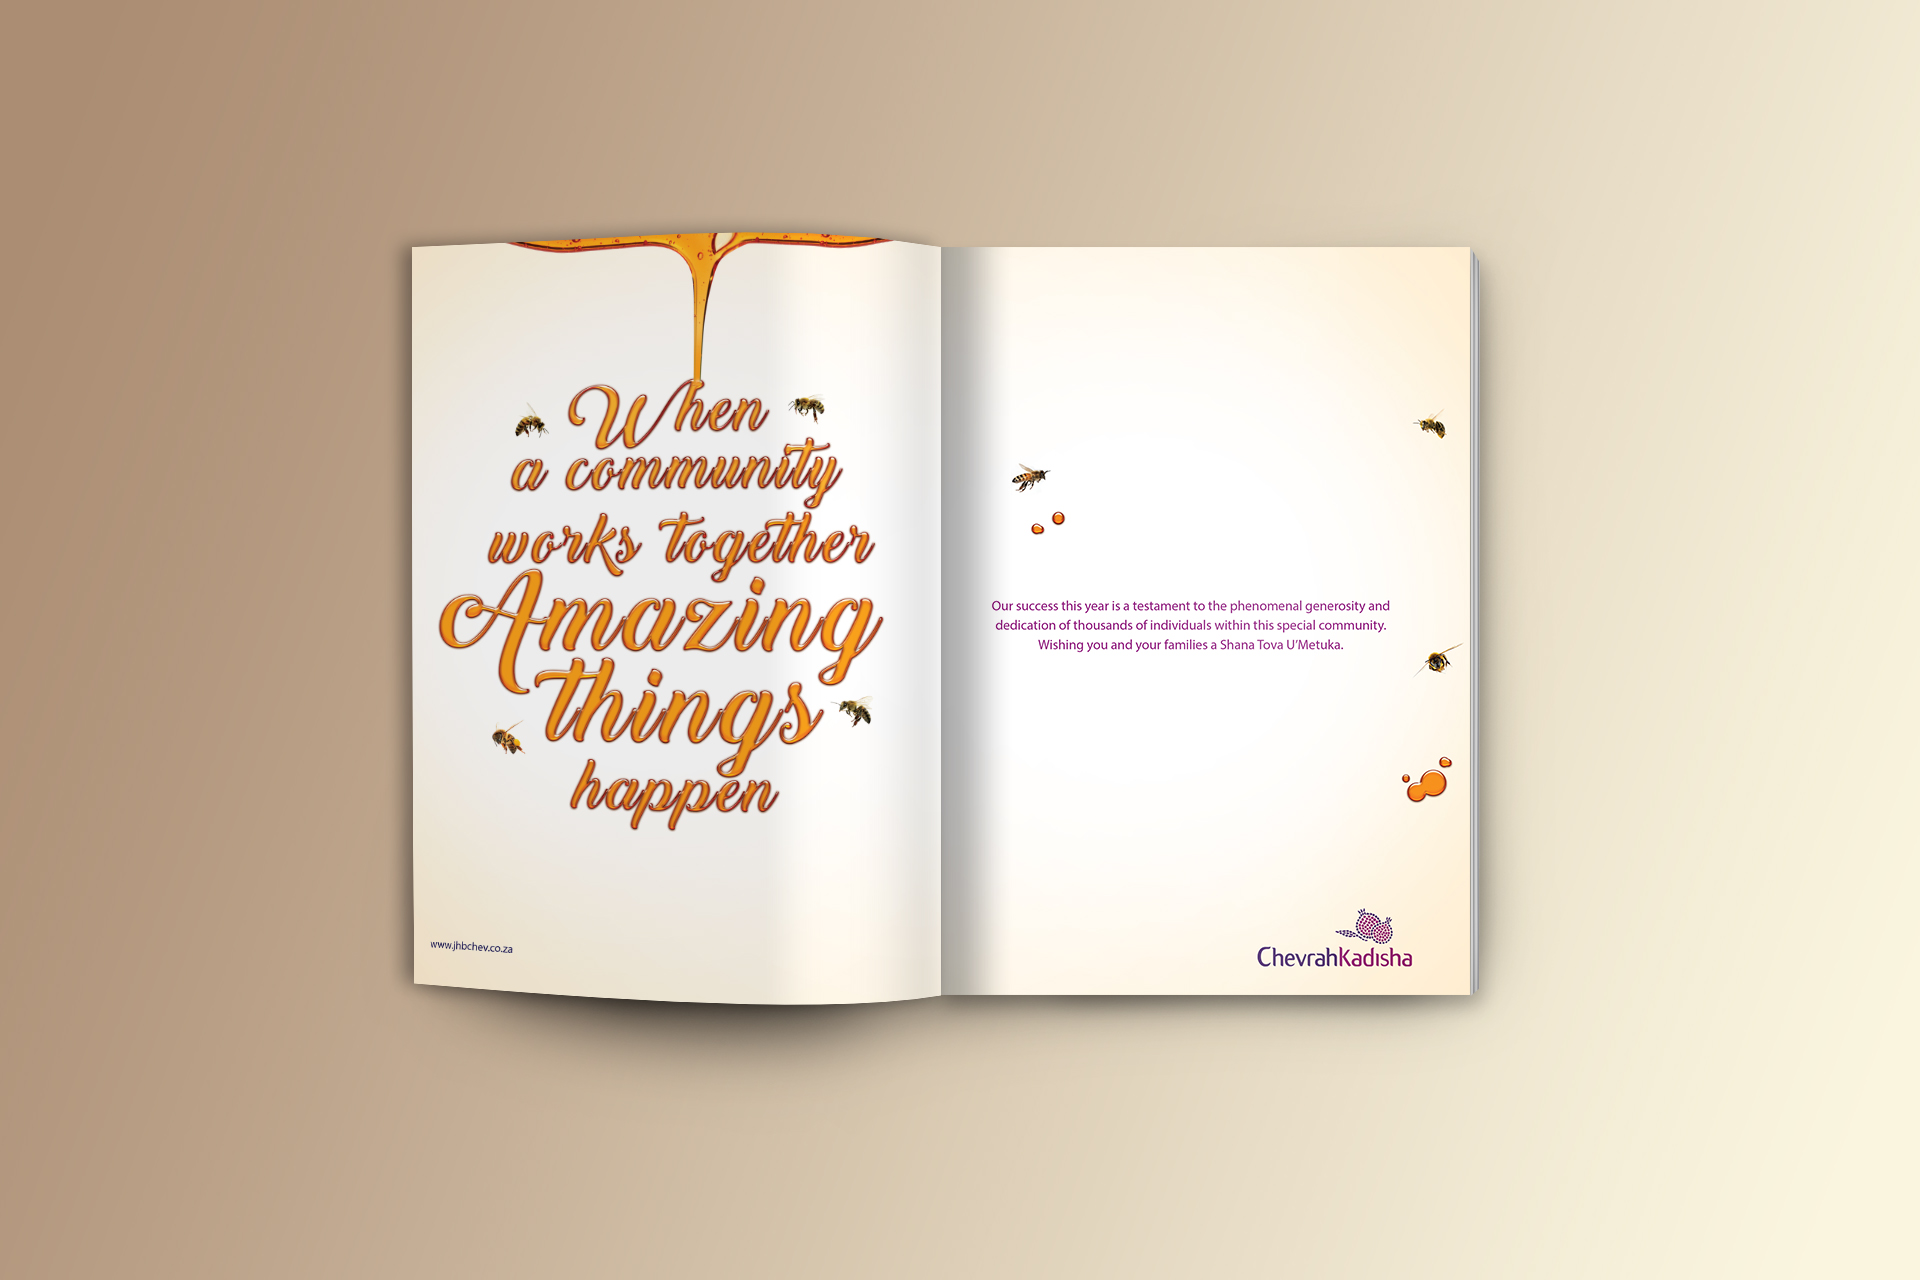 When
a community
works together
Amazing
things
happen
www.jhbchev.co.za
Our success this year is a testament to the phenomenal generosity and
dedication of thousands of individuals within this special community.
Wishing you and your families a Shana Tova U'Metuka.
ChevrahKadisha